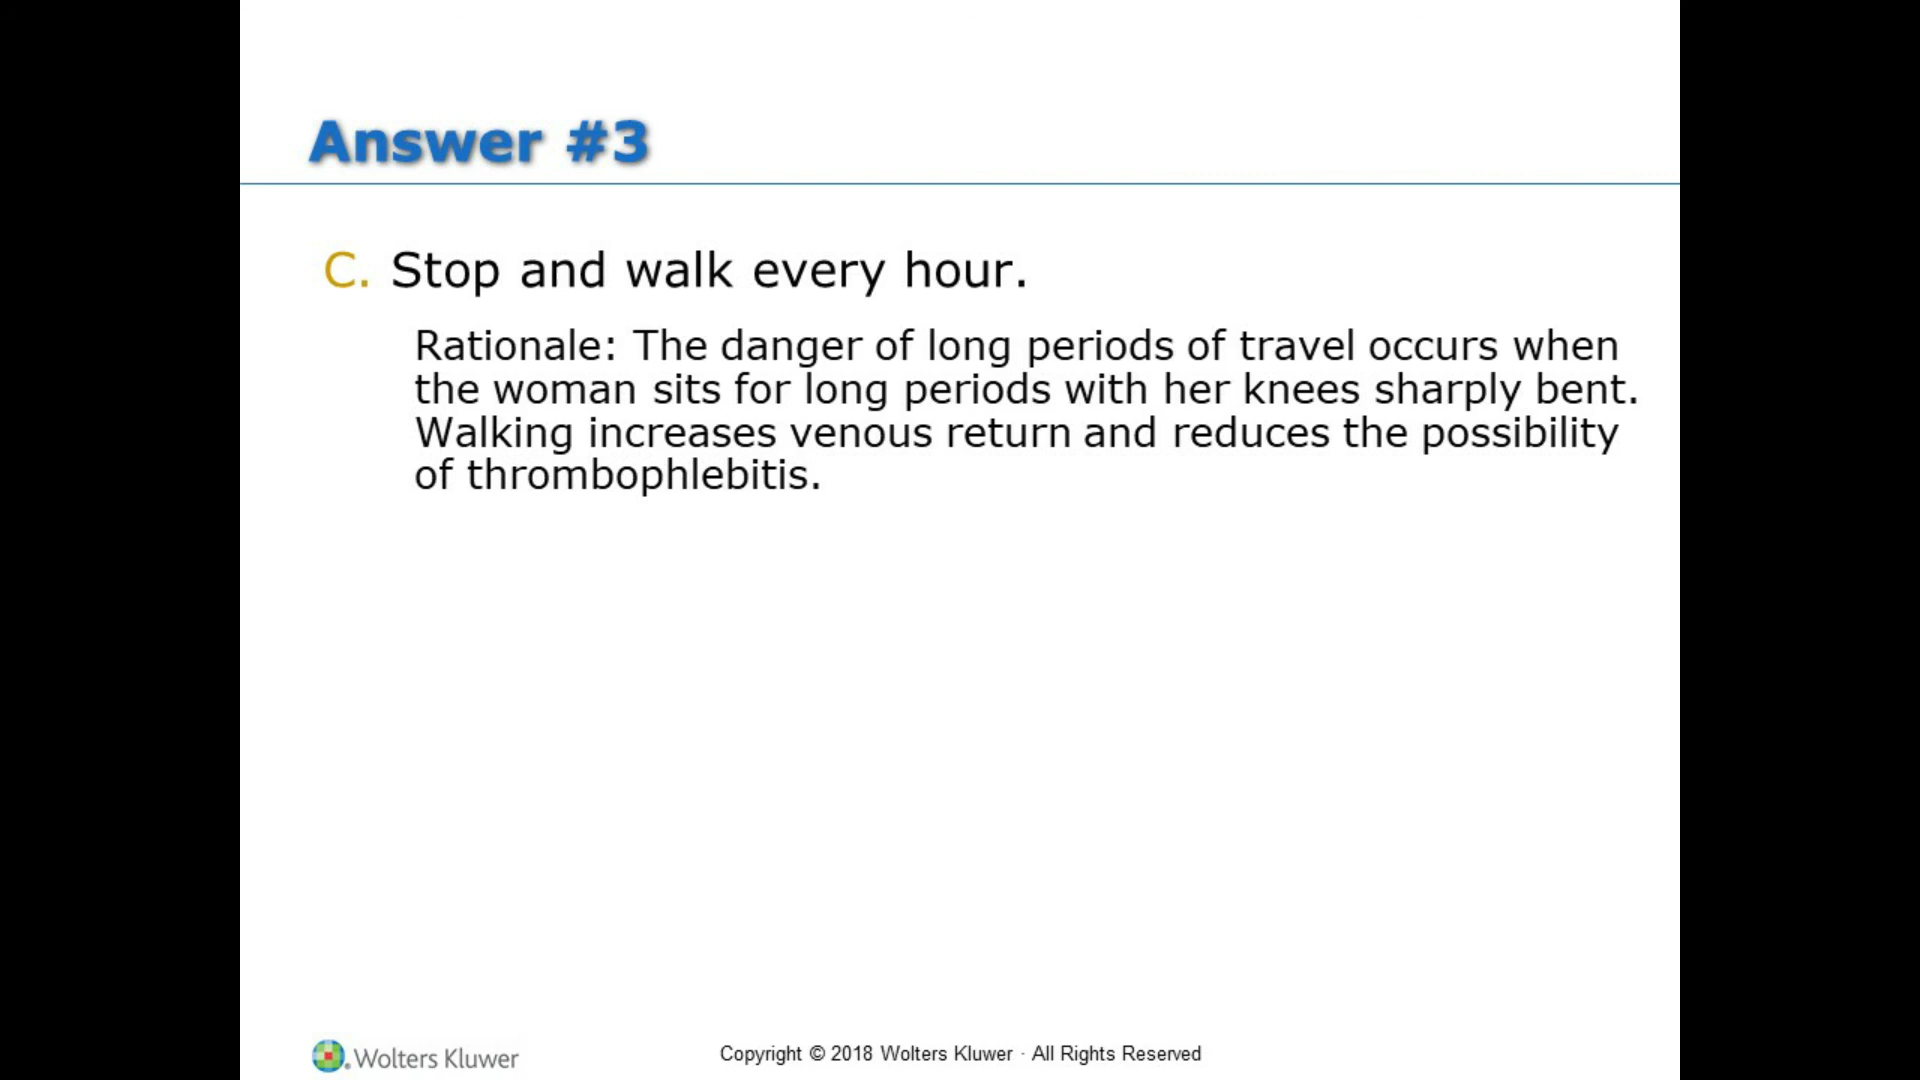 Answer #3
C. Stop and walk every hour.
Rationale: The danger of long periods of travel occurs when
the woman sits for long periods with her knees sharply bent.
Walking increases venous return and reduces the possibility
of thrombophlebitis.
Wolters Kluwer
Copyright © 2018 Wolters Kluwer · All Rights Reserved